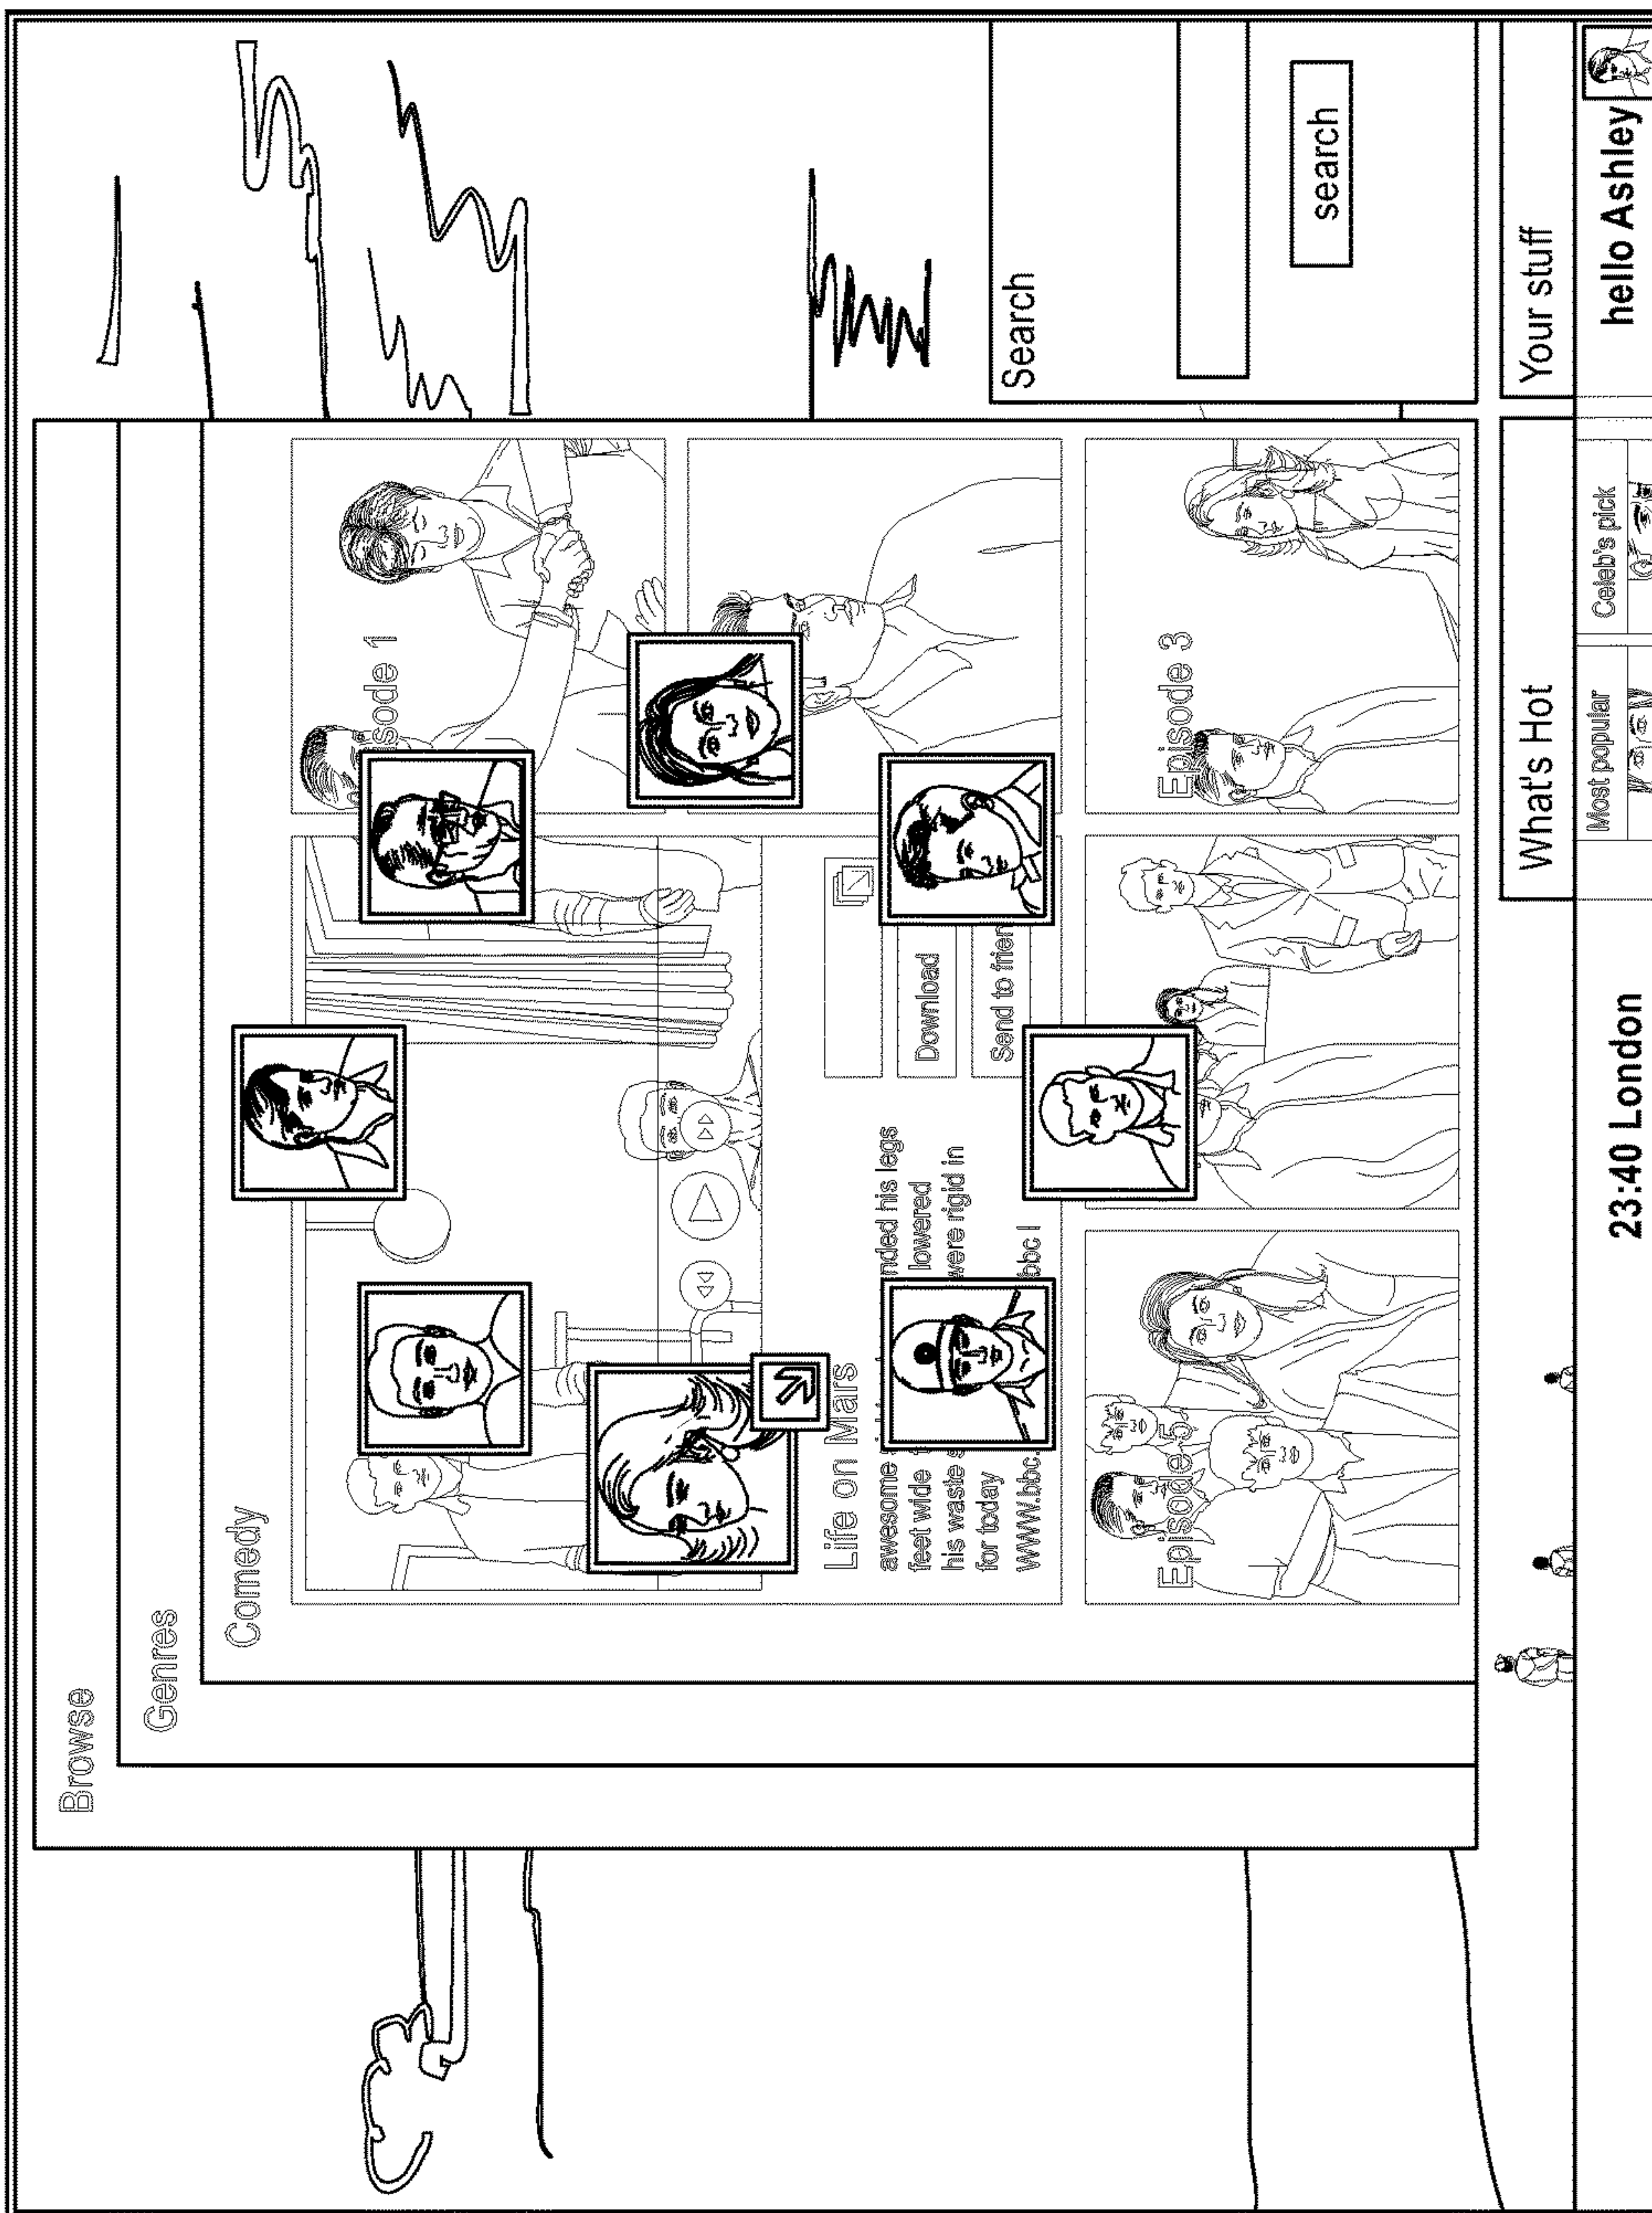 Browse
Genres
Comedy
Life on Mars
awesome
nded his legs
feet wide
lowered
his waste
were rigid in
for today
www.bbc.
bbc I
Download
Send to frien
isode 1
Episode 3
Episode 5
Search
search
What's Hot
Your stuff
Most popular
Celeb's pick
23:40 London
hello Ashley